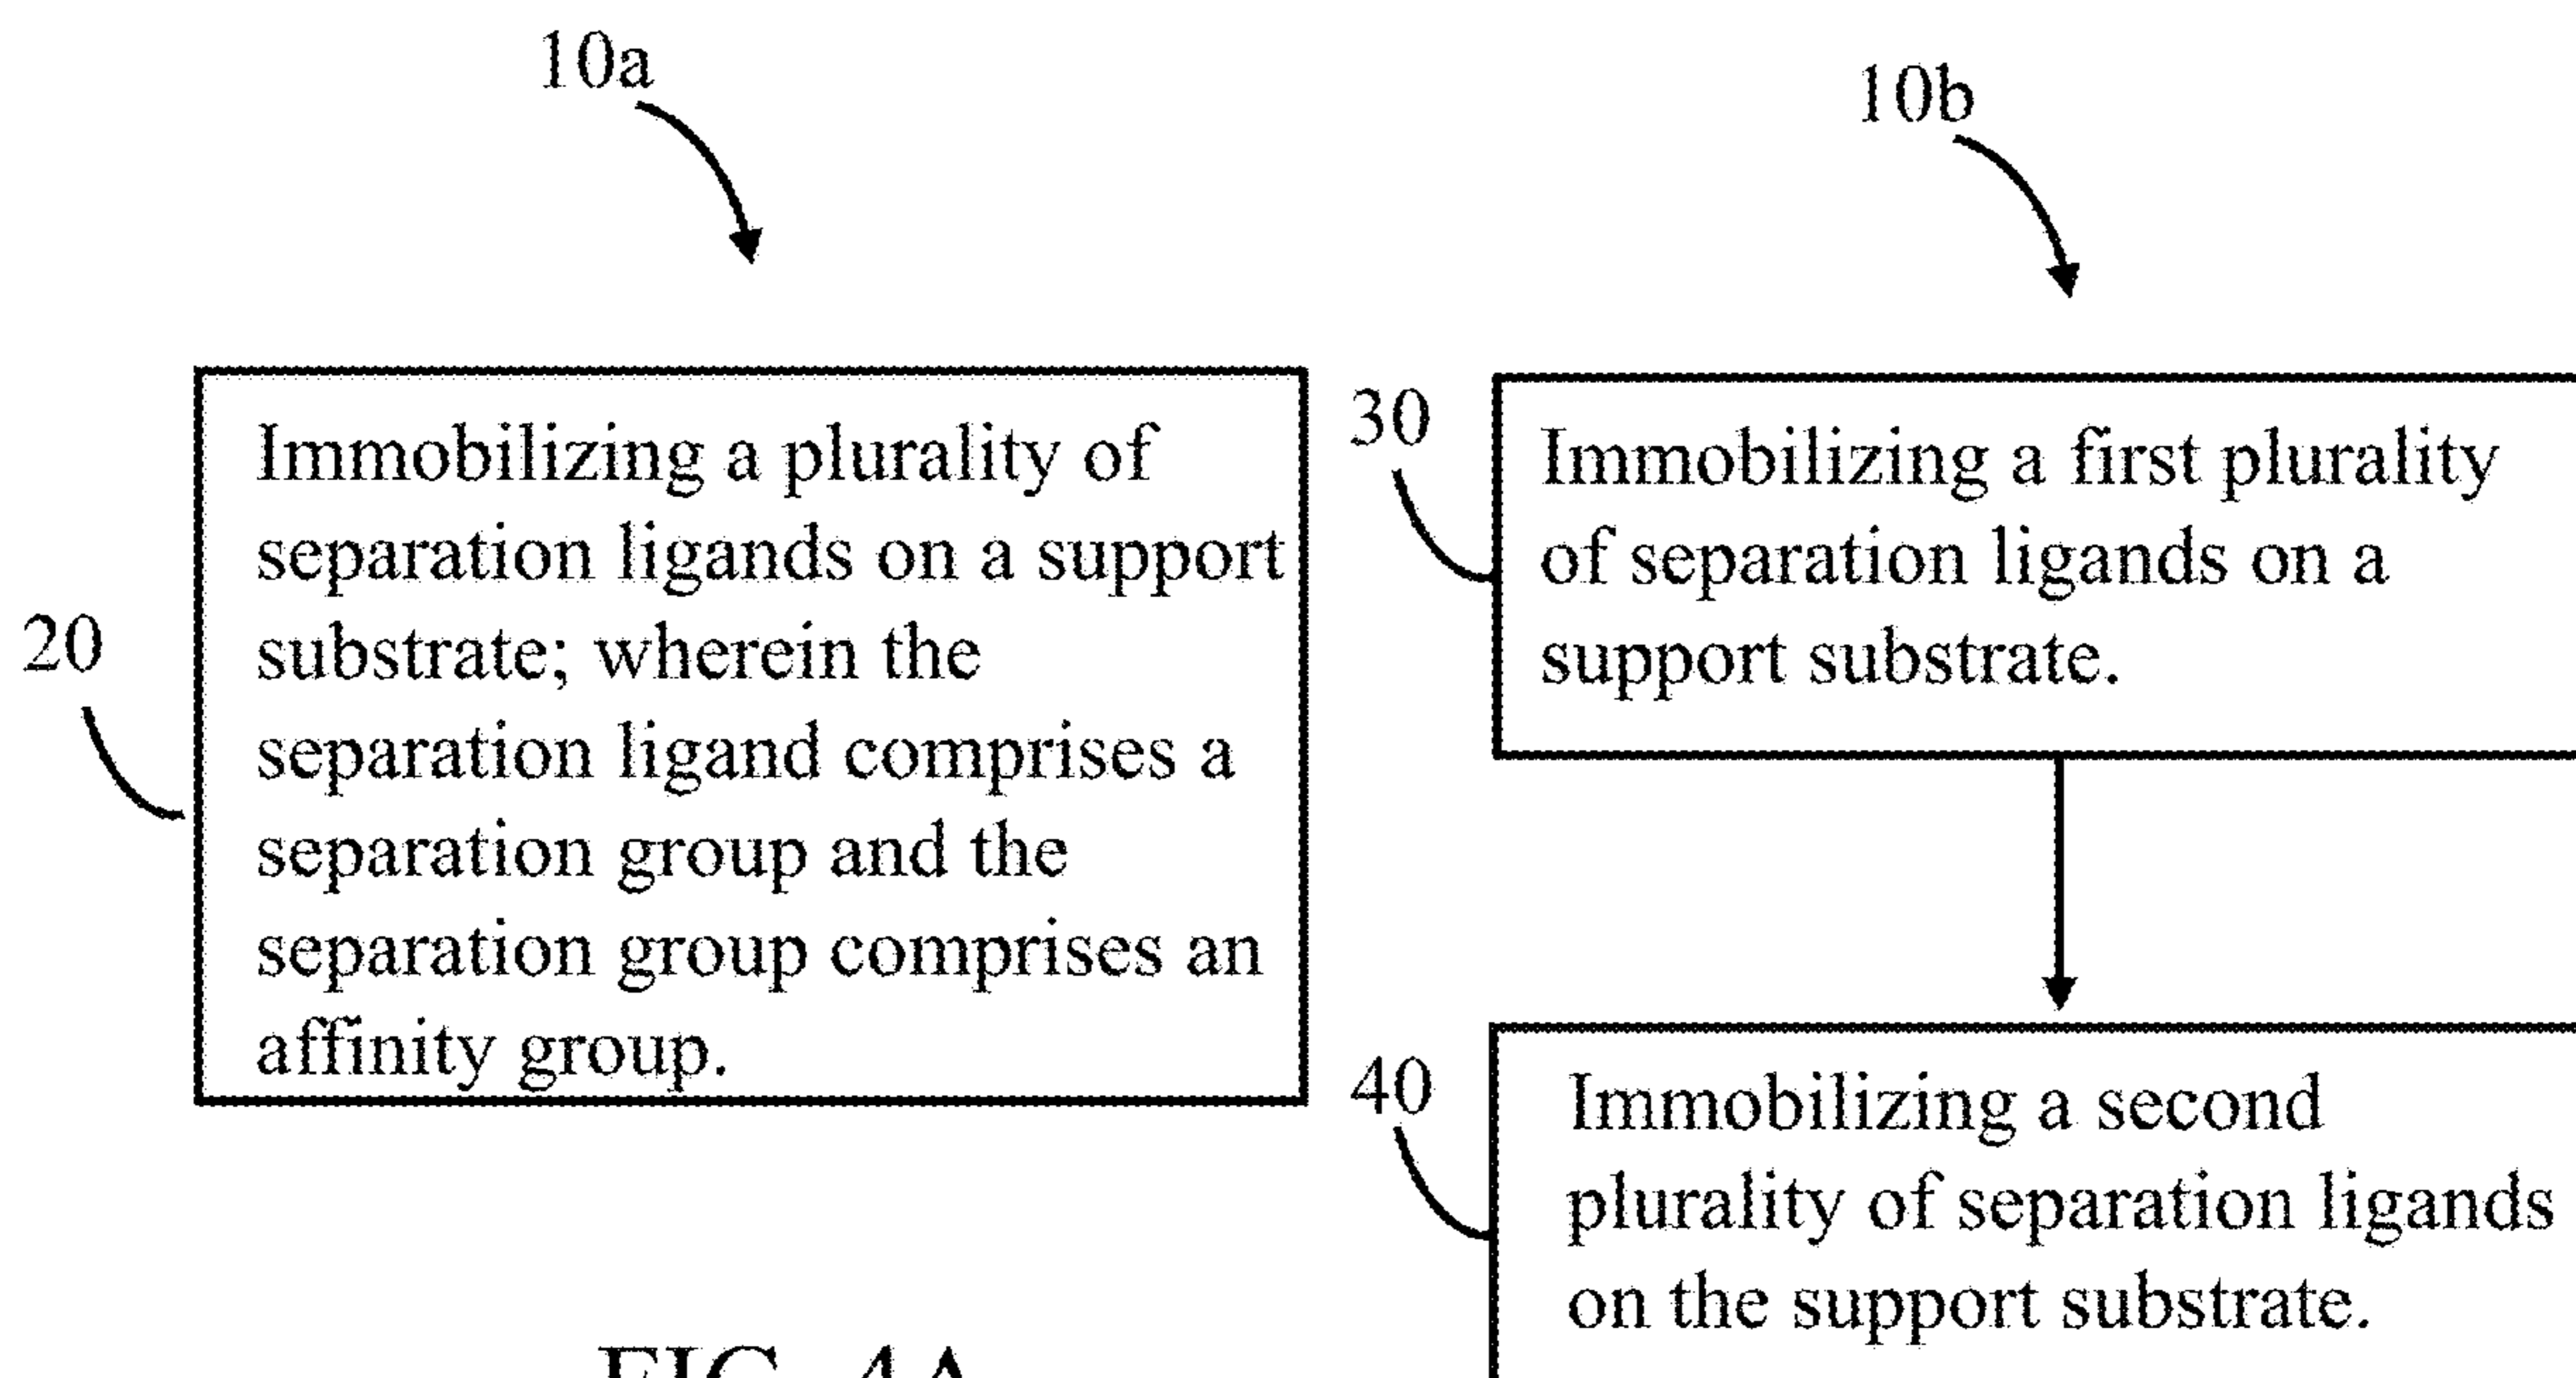 10a
20
Immobilizing a plurality of
separation ligands on a support
substrate; wherein the
separation ligand comprises a
separation group and the
separation group comprises an
affinity group.
FIG. 4A
10b
30
Immobilizing a first plurality
of separation ligands on a
support substrate.
40
Immobilizing a second
plurality of separation ligands
on the support substrate.